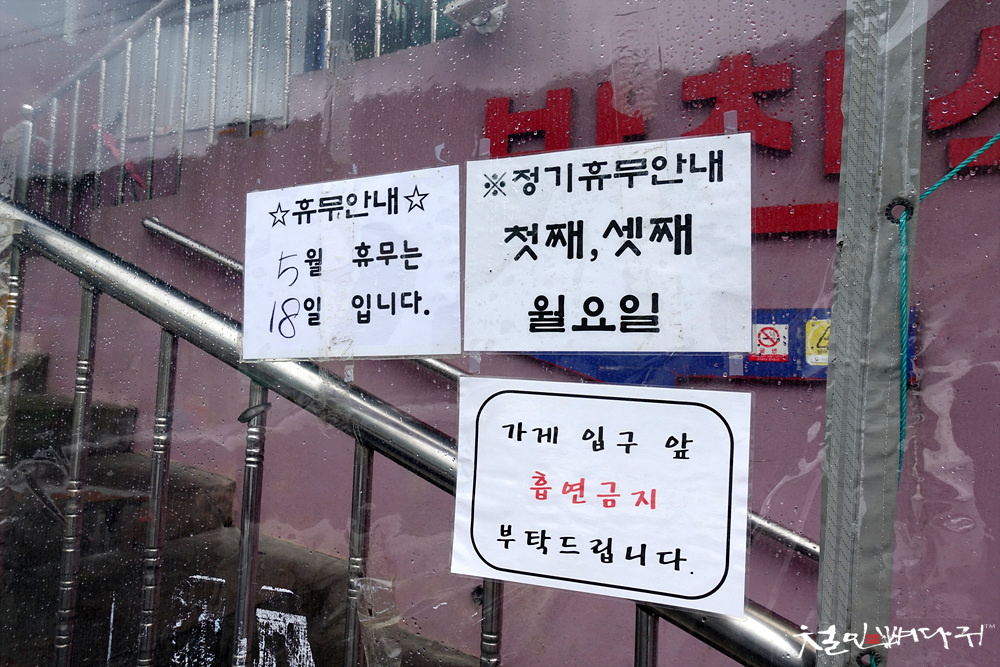 ☆휴무안내☆
5월 휴무는
18일 입니다.
※정기휴무안내
첫째, 셋째
월요일
가게 입구 앞
흡연금지
부탁드립니다.